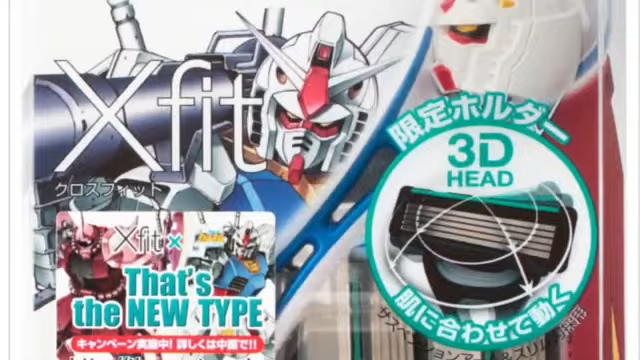 Xfit
クロスフィット
限定ホルダー
3D
HEAD
肌に合わせて動く
Xfit ×
That's
the NEW TYPE
キャンペーン実施中! 詳しくは中面で!!